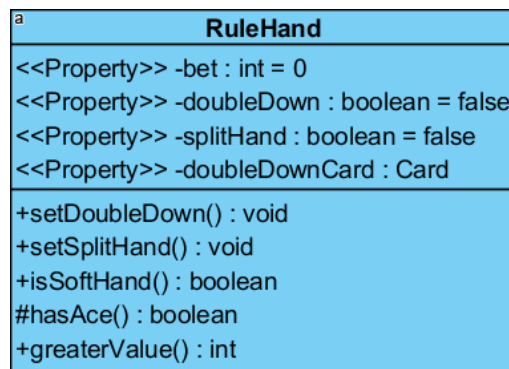 a
RuleHand
<<Property>> -bet : int = 0
<<Property>> -doubleDown : boolean = false
<<Property>> -splitHand : boolean = false
<<Property>> -doubleDownCard : Card
+setDoubleDown() : void
+setSplitHand() : void
+isSoftHand() : boolean
#hasAce() : boolean
+greaterValue() : int